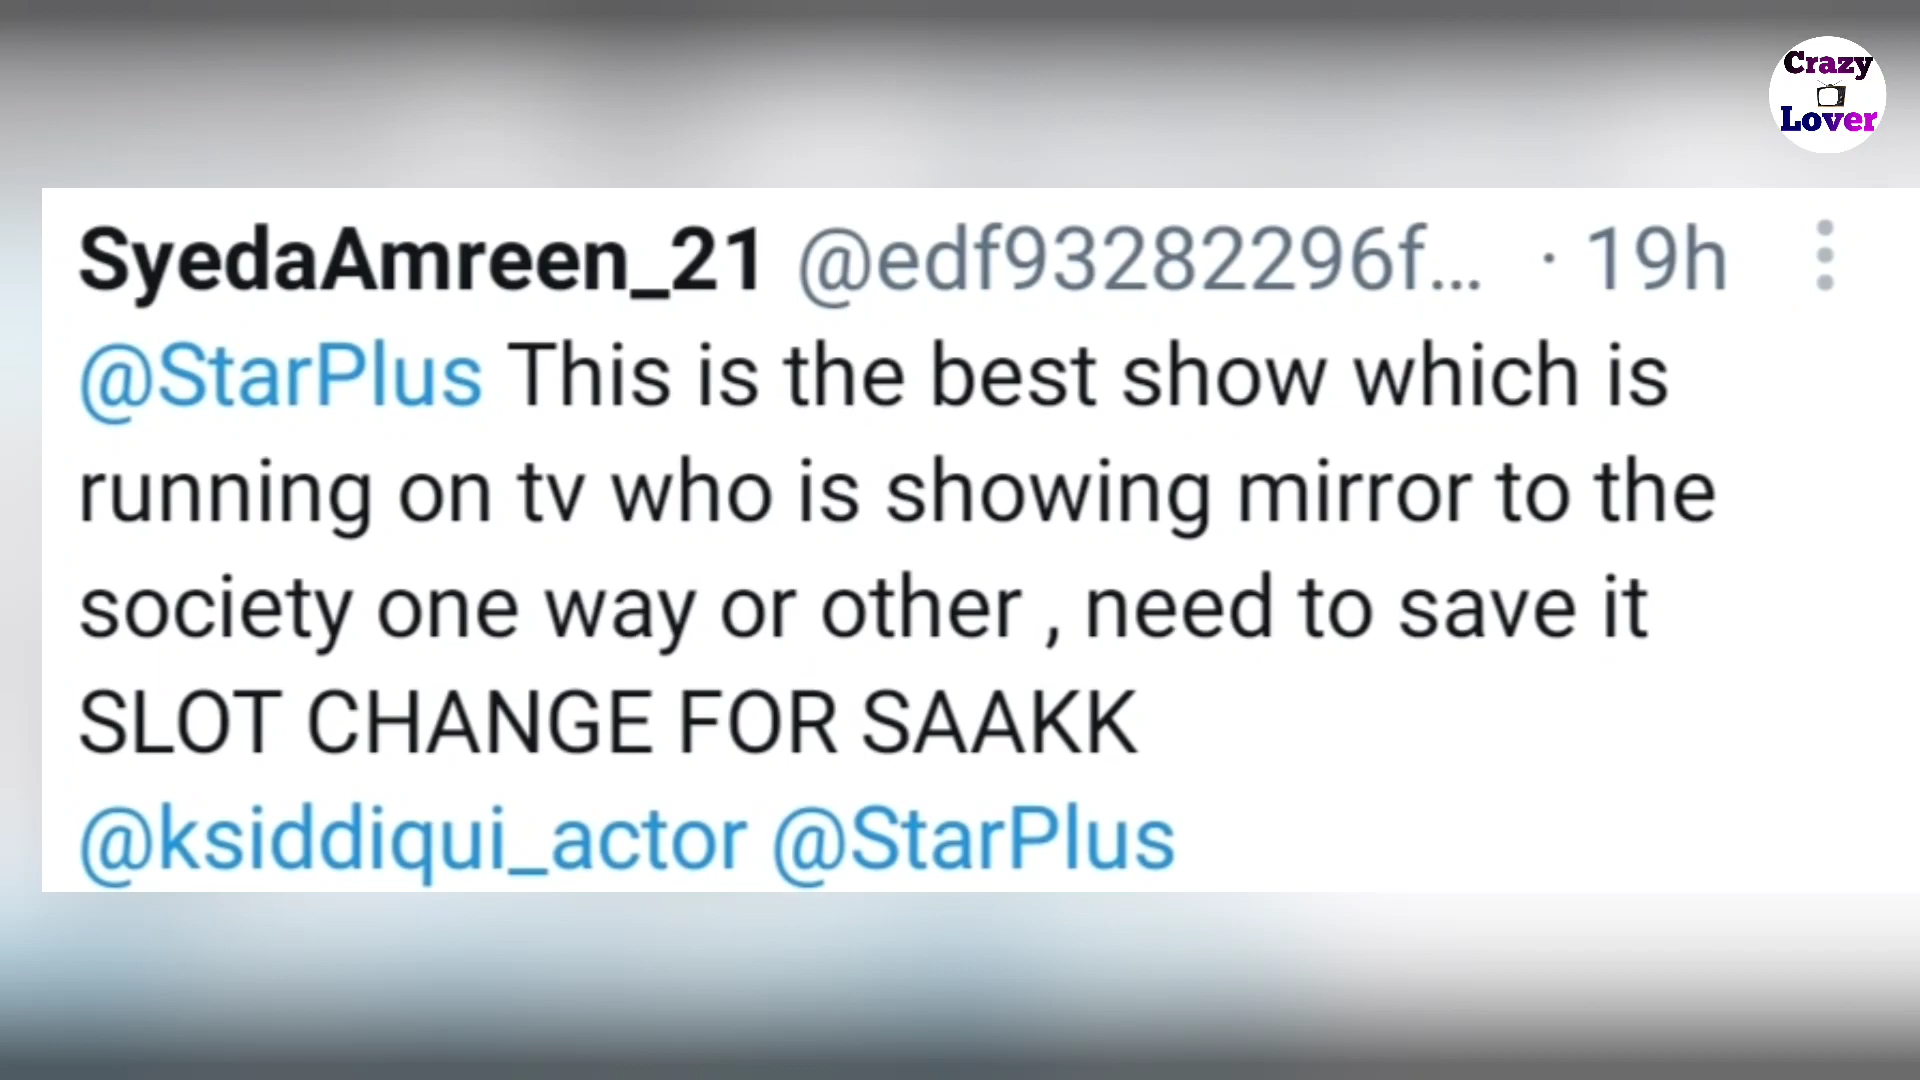 Crazy
Lover
SyedaAmreen_21 @edf93282296f... · 19h
@StarPlus This is the best show which is
running on tv who is showing mirror to the
society one way or other , need to save it
SLOT CHANGE FOR SAAKK
@ksiddiqui_actor @StarPlus